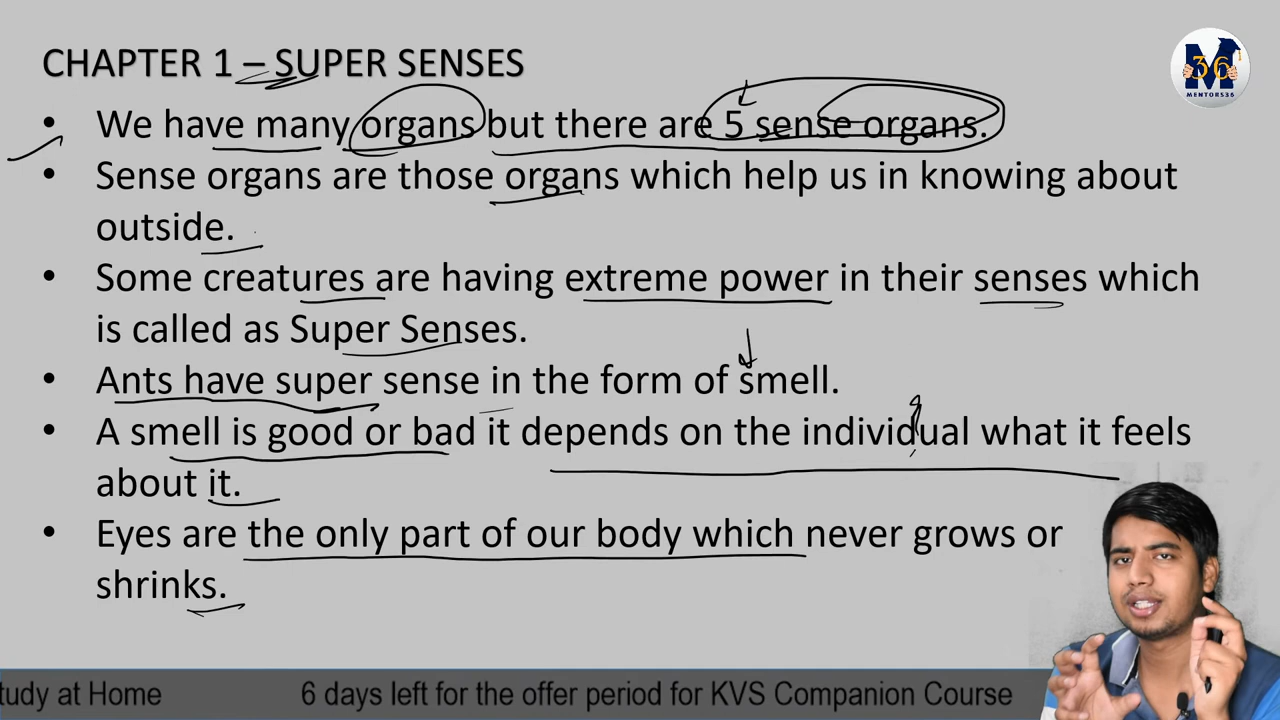 CHAPTER 1 – SUPER SENSES
M
36
MENTORS36
• We have many organs but there are 5 sense organs.
• Sense organs are those organs which help us in knowing about
outside.
• Some creatures are having extreme power in their senses which
is called as Super Senses.
• Ants have super sense in the form of smell.
• A smell is good or bad it depends on the individual what it feels
about it.
• Eyes are the only part of our body which never grows or
shrinks.
tudy at Home 6 days left for the offer period for KVS Companion Course